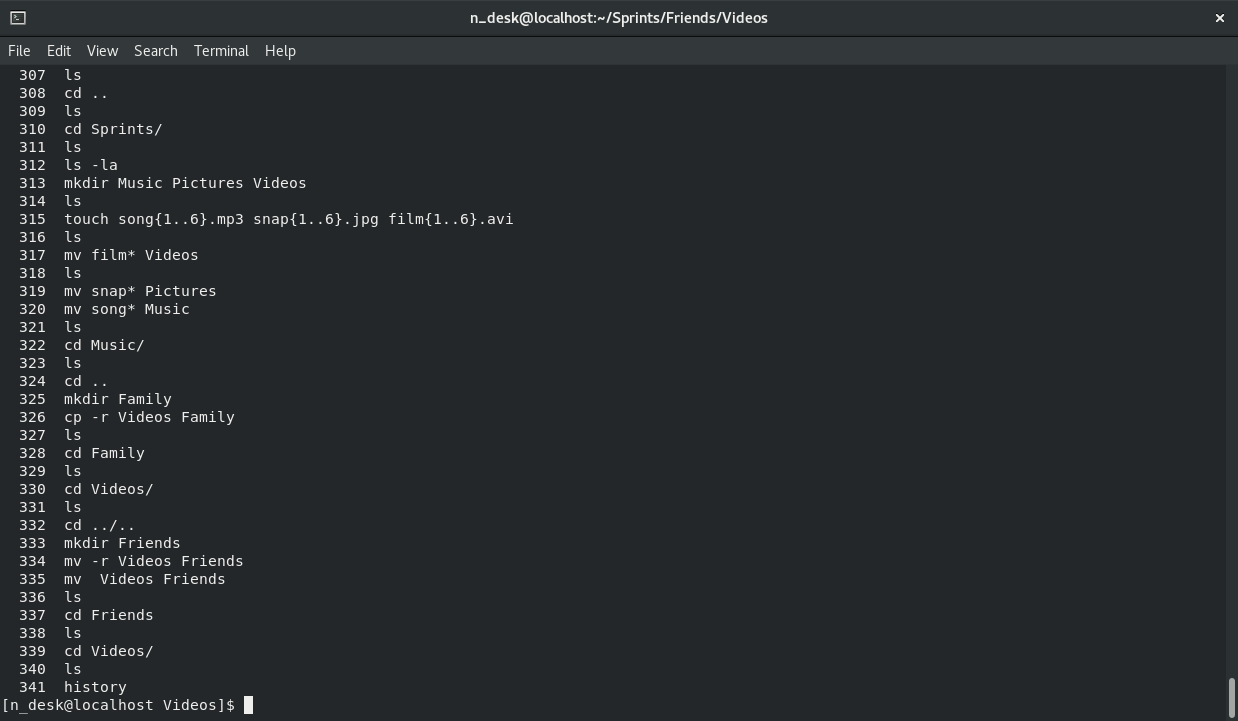 n_desk@localhost:~/Sprints/Friends/Videos
File Edit View Search Terminal Help
307 ls
308 cd ..
309 ls
310 cd Sprints/
311 ls
312 ls -la
313 mkdir Music Pictures Videos
314 ls
315 touch song{1..6}.mp3 snap{1..6}.jpg film{1..6}.avi
316 ls
317 mv film* Videos
318 ls
319 mv snap* Pictures
320 mv song* Music
321 ls
322 cd Music/
323 ls
324 cd ..
325 mkdir Family
326 cp -r Videos Family
327 ls
328 cd Family
329 ls
330 cd Videos/
331 ls
332 cd ../..
333 mkdir Friends
334 mv -r Videos Friends
335 mv  Videos Friends
336 ls
337 cd Friends
338 ls
339 cd Videos/
340 ls
341 history
[n_desk@localhost Videos]$